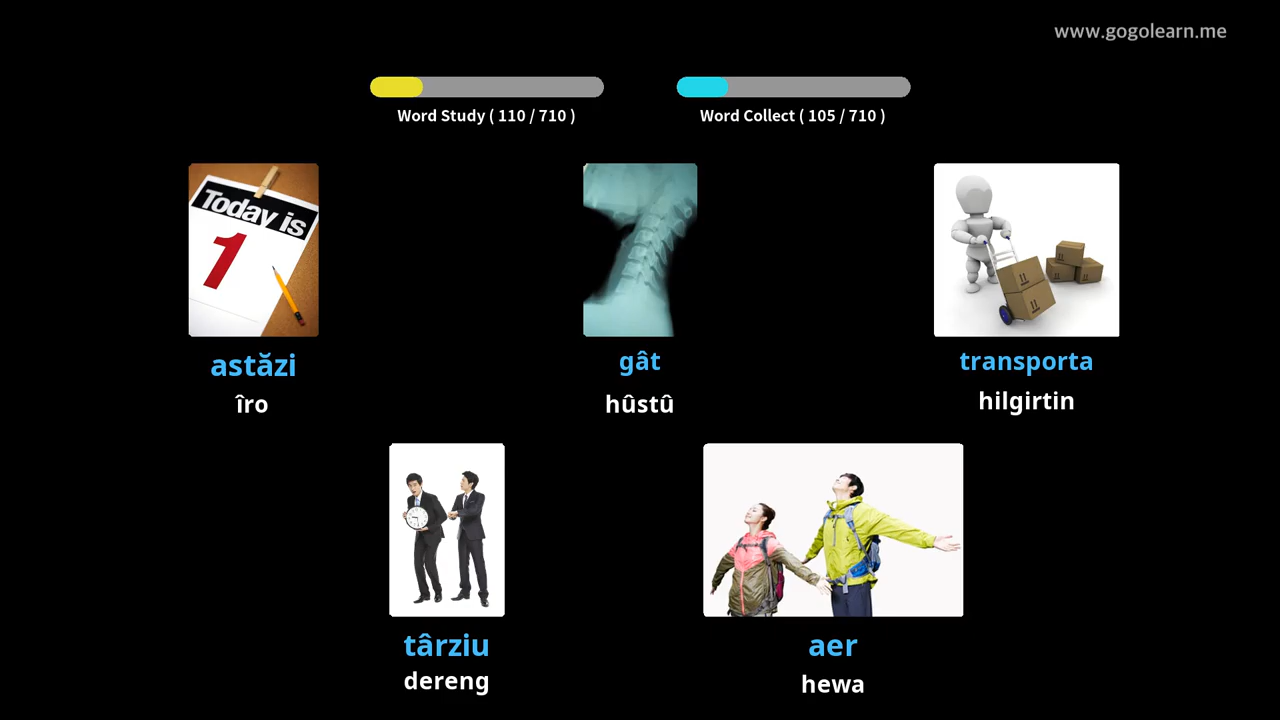 www.gogolearn.me
Word Study ( 110 / 710 )
Word Collect ( 105 / 710 )
Today is
1
astăzi
îro
gât
hûstû
transporta
hilgirtin
târziu
dereng
aer
hewa